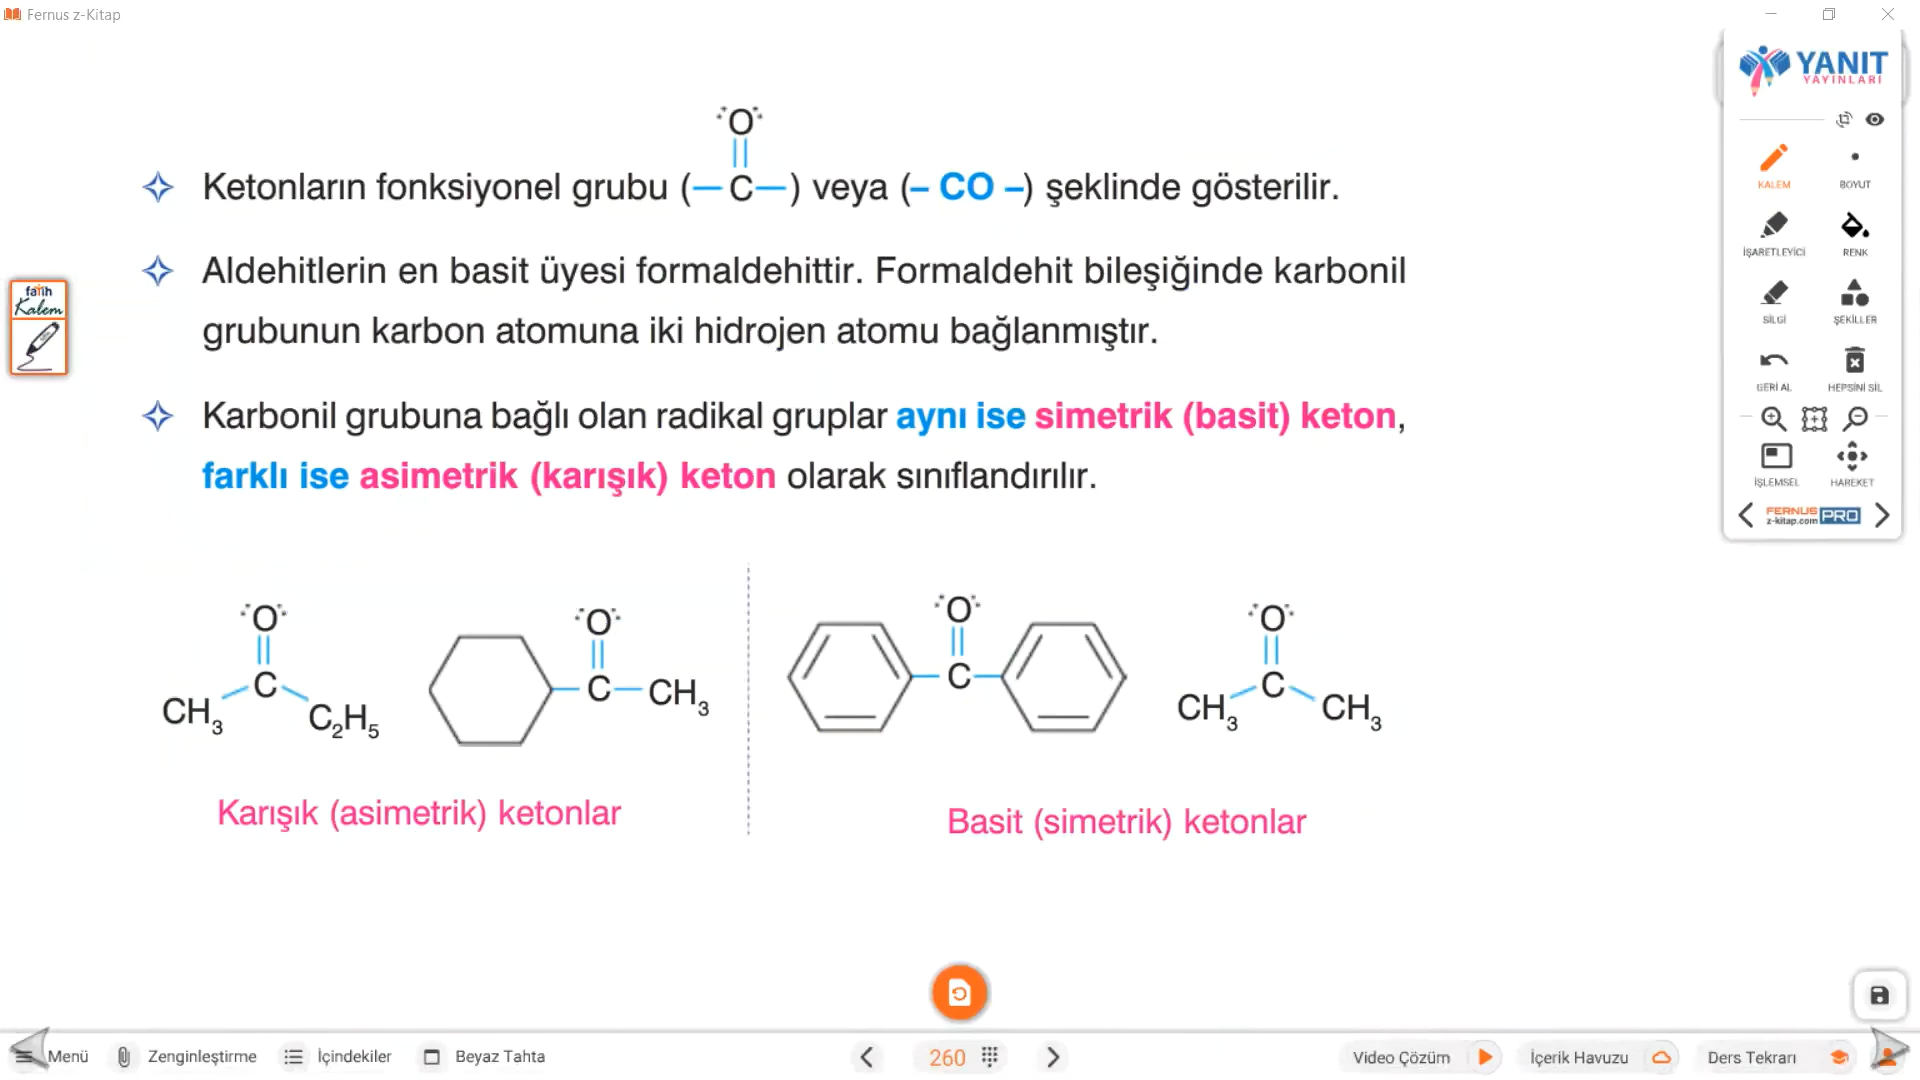 Fernus z-Kitap
YANIT
YAYINLARI
KALEM
BOYUT
İŞARETLEYİCİ
RENK
SİLGİ
ŞEKİLLER
GERİ AL
HEPSİNİ SİL
İŞLEMSEL
HAREKET
FERNUS
z-kitap.com PRO
fatih
Kalem
O
Ketonların fonksiyonel grubu (– C –) veya (– CO –) şeklinde gösterilir.
Aldehitlerin en basit üyesi formaldehittir. Formaldehit bileşiğinde karbonil
grubunun karbon atomuna iki hidrojen atomu bağlanmıştır.
Karbonil grubuna bağlı olan radikal gruplar aynı ise simetrik (basit) keton,
farklı ise asimetrik (karışık) keton olarak sınıflandırılır.
O
C
CH₃ C₂H₅
O
C CH₃
Karışık (asimetrik) ketonlar
O
C
O
C
CH₃ CH₃
Basit (simetrik) ketonlar
Menü Zenginleştirme İçindekiler Beyaz Tahta 260 Video Çözüm İçerik Havuzu Ders Tekrarı